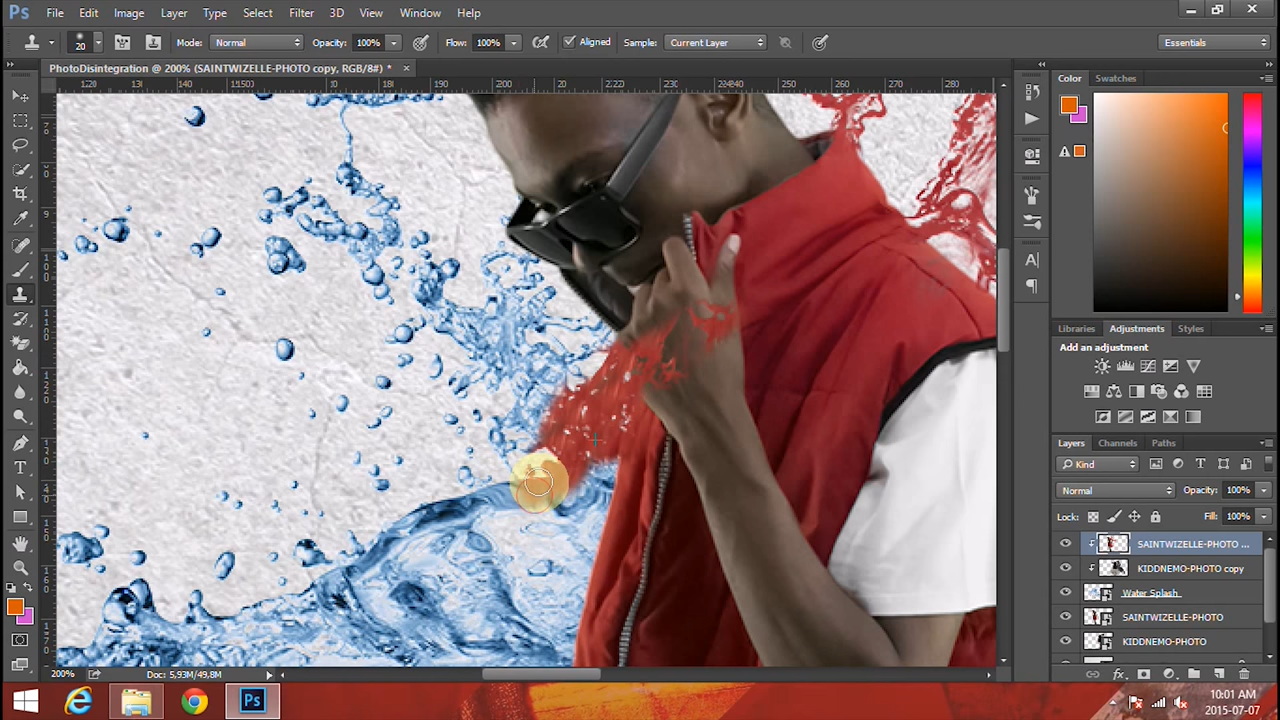 Ps File Edit Image Layer Type Select Filter 3D View Window Help
20 Mode: Normal Opacity: 100% Flow: 100% Aligned Sample: Current Layer Essentials
PhotoDisintegration @ 200% (SAINTWIZELLE-PHOTO copy, RGB/8#) * ×
Color Swatches
Libraries Adjustments Styles
Add an adjustment
Layers Channels Paths
Kind
Normal Opacity: 100%
Lock: Fill: 100%
SAINTWIZELLE-PHOTO ...
KIDDNEMO-PHOTO copy
Water Splash
SAINTWIZELLE-PHOTO
KIDDNEMO-PHOTO
200% Doc: 5,93M/49,8M
Ps
10:01 AM
2015-07-07